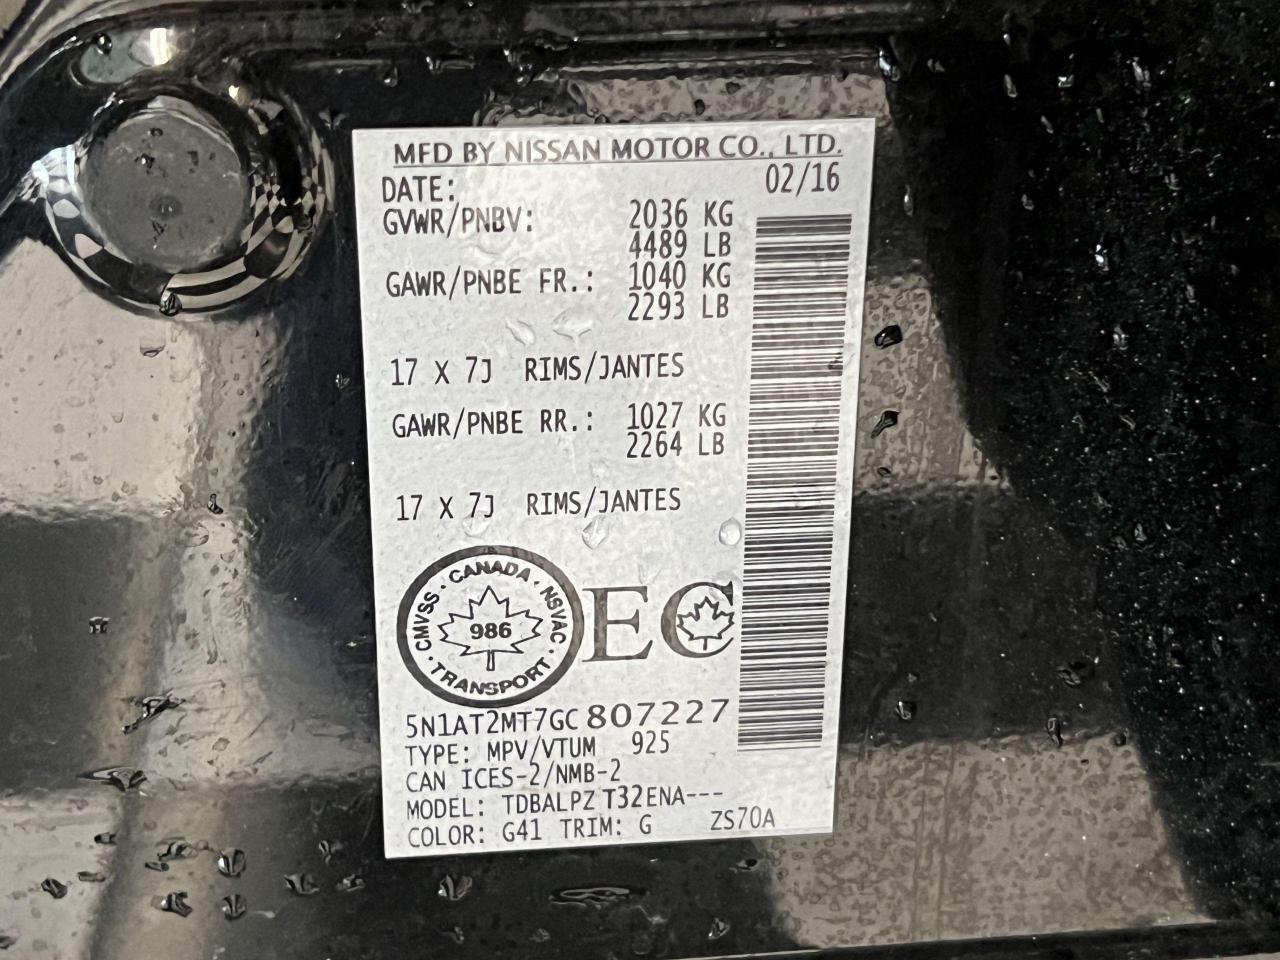 MFD BY NISSAN MOTOR CO., LTD.
DATE: 02/16
GVWR/PNBV: 2036 KG
4489 LB
GAWR/PNBE FR.: 1040 KG
2293 LB
17 X 7J RIMS/JANTES
GAWR/PNBE RR.: 1027 KG
2264 LB
17 X 7J RIMS/JANTES
CANADA · NSVAC · TRANSPORT · CMVSS ·
986
EC
5N1AT2MT7GC807227
TYPE: MPV/VTUM 925
CAN ICES-2/NMB-2
MODEL: TDBALPZ T32ENA---
COLOR: G41 TRIM: G ZS70A